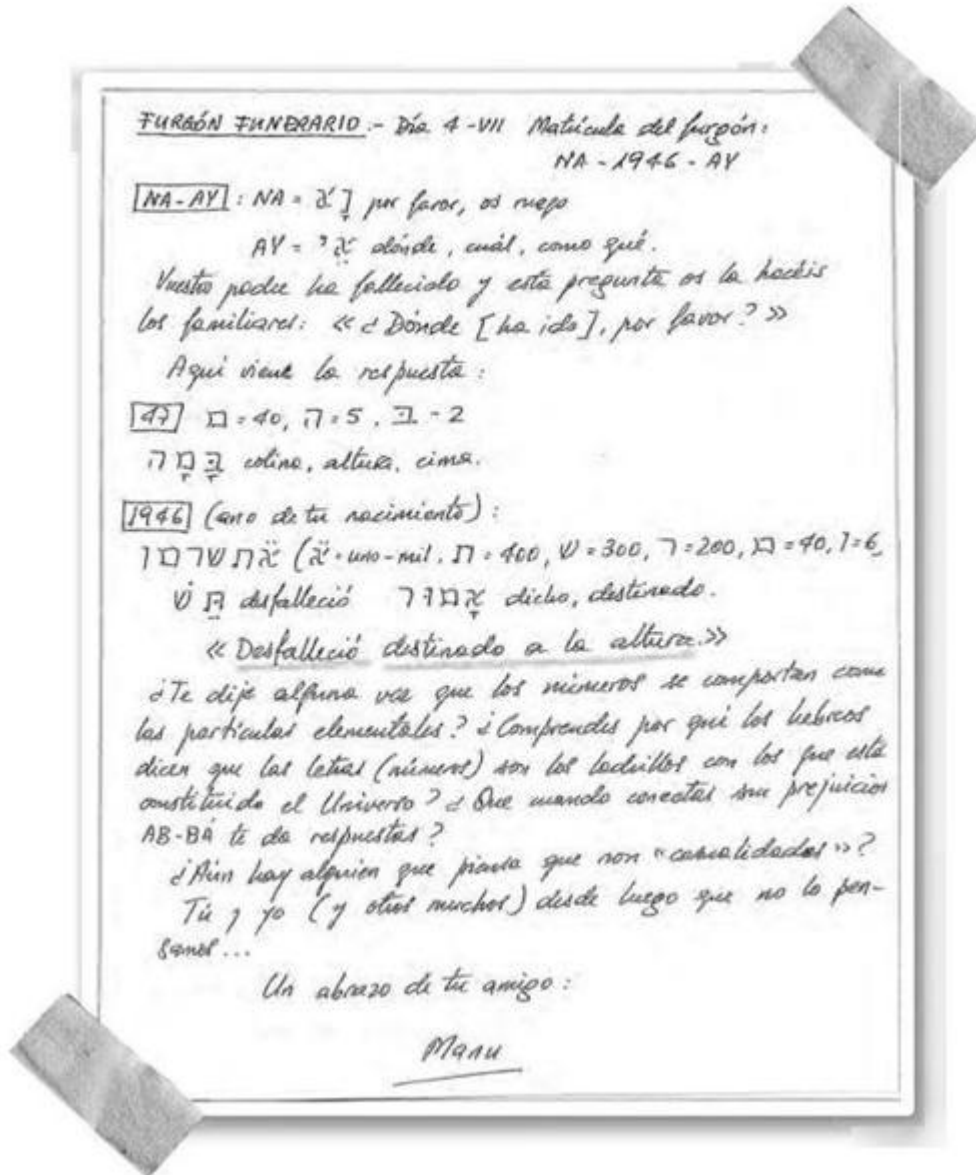 FURGÓN FUNERARIO.- Día 4-VII Matrícula del furgón:
NA - 1946 - AY
NA-AY : NA = נָא por favor, os ruego
AY = אֵי dónde, cuál, como qué.
Vuestro padre ha fallecido y esta pregunta os la hacéis
los familiares: «¿Dónde [ha ido], por favor?»
Aquí viene la respuesta:
47 מ = 40, ה = 5, ב - 2
בָּמָה colina, altura, cima.
1946 (ano de tu nacimiento):
אתשרמו (א = uno-mil. ת = 400, ש = 300, ר = 200, מ = 40, ו = 6,
תֵּשׁ desfalleció אָמוּר dicho, destinado.
«Desfalleció destinado a la altura.»
¿Te dije alguna vez que los números se comportan como
las partículas elementales? ¿Comprendes por qué los hebreos
dicen que las letras (números) son los ladrillos con los que está
constituido el Universo? ¿Que cuando conectas sin prejuicios
AB-BÁ te da respuestas?
¿Aún hay alguien que piensa que son "casualidades"?
Tú y yo (y otros muchos) desde luego que no lo pen-
samos...
Un abrazo de tu amigo:
Manu